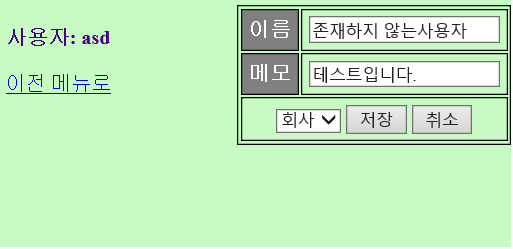 사용자: asd
이전 메뉴로
이름 존재하지 않는사용자
메모 테스트입니다.
회사 저장 취소